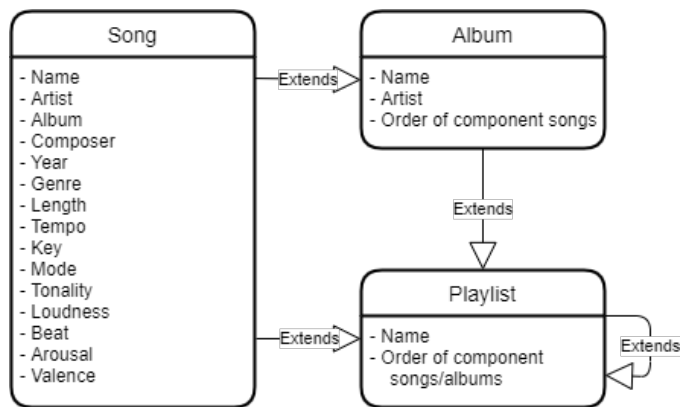 Song
- Name
- Artist
- Album
- Composer
- Year
- Genre
- Length
- Tempo
- Key
- Mode
- Tonality
- Loudness
- Beat
- Arousal
- Valence
Extends
Album
- Name
- Artist
- Order of component songs
Extends
Extends
Playlist
- Name
- Order of component
songs/albums
Extends